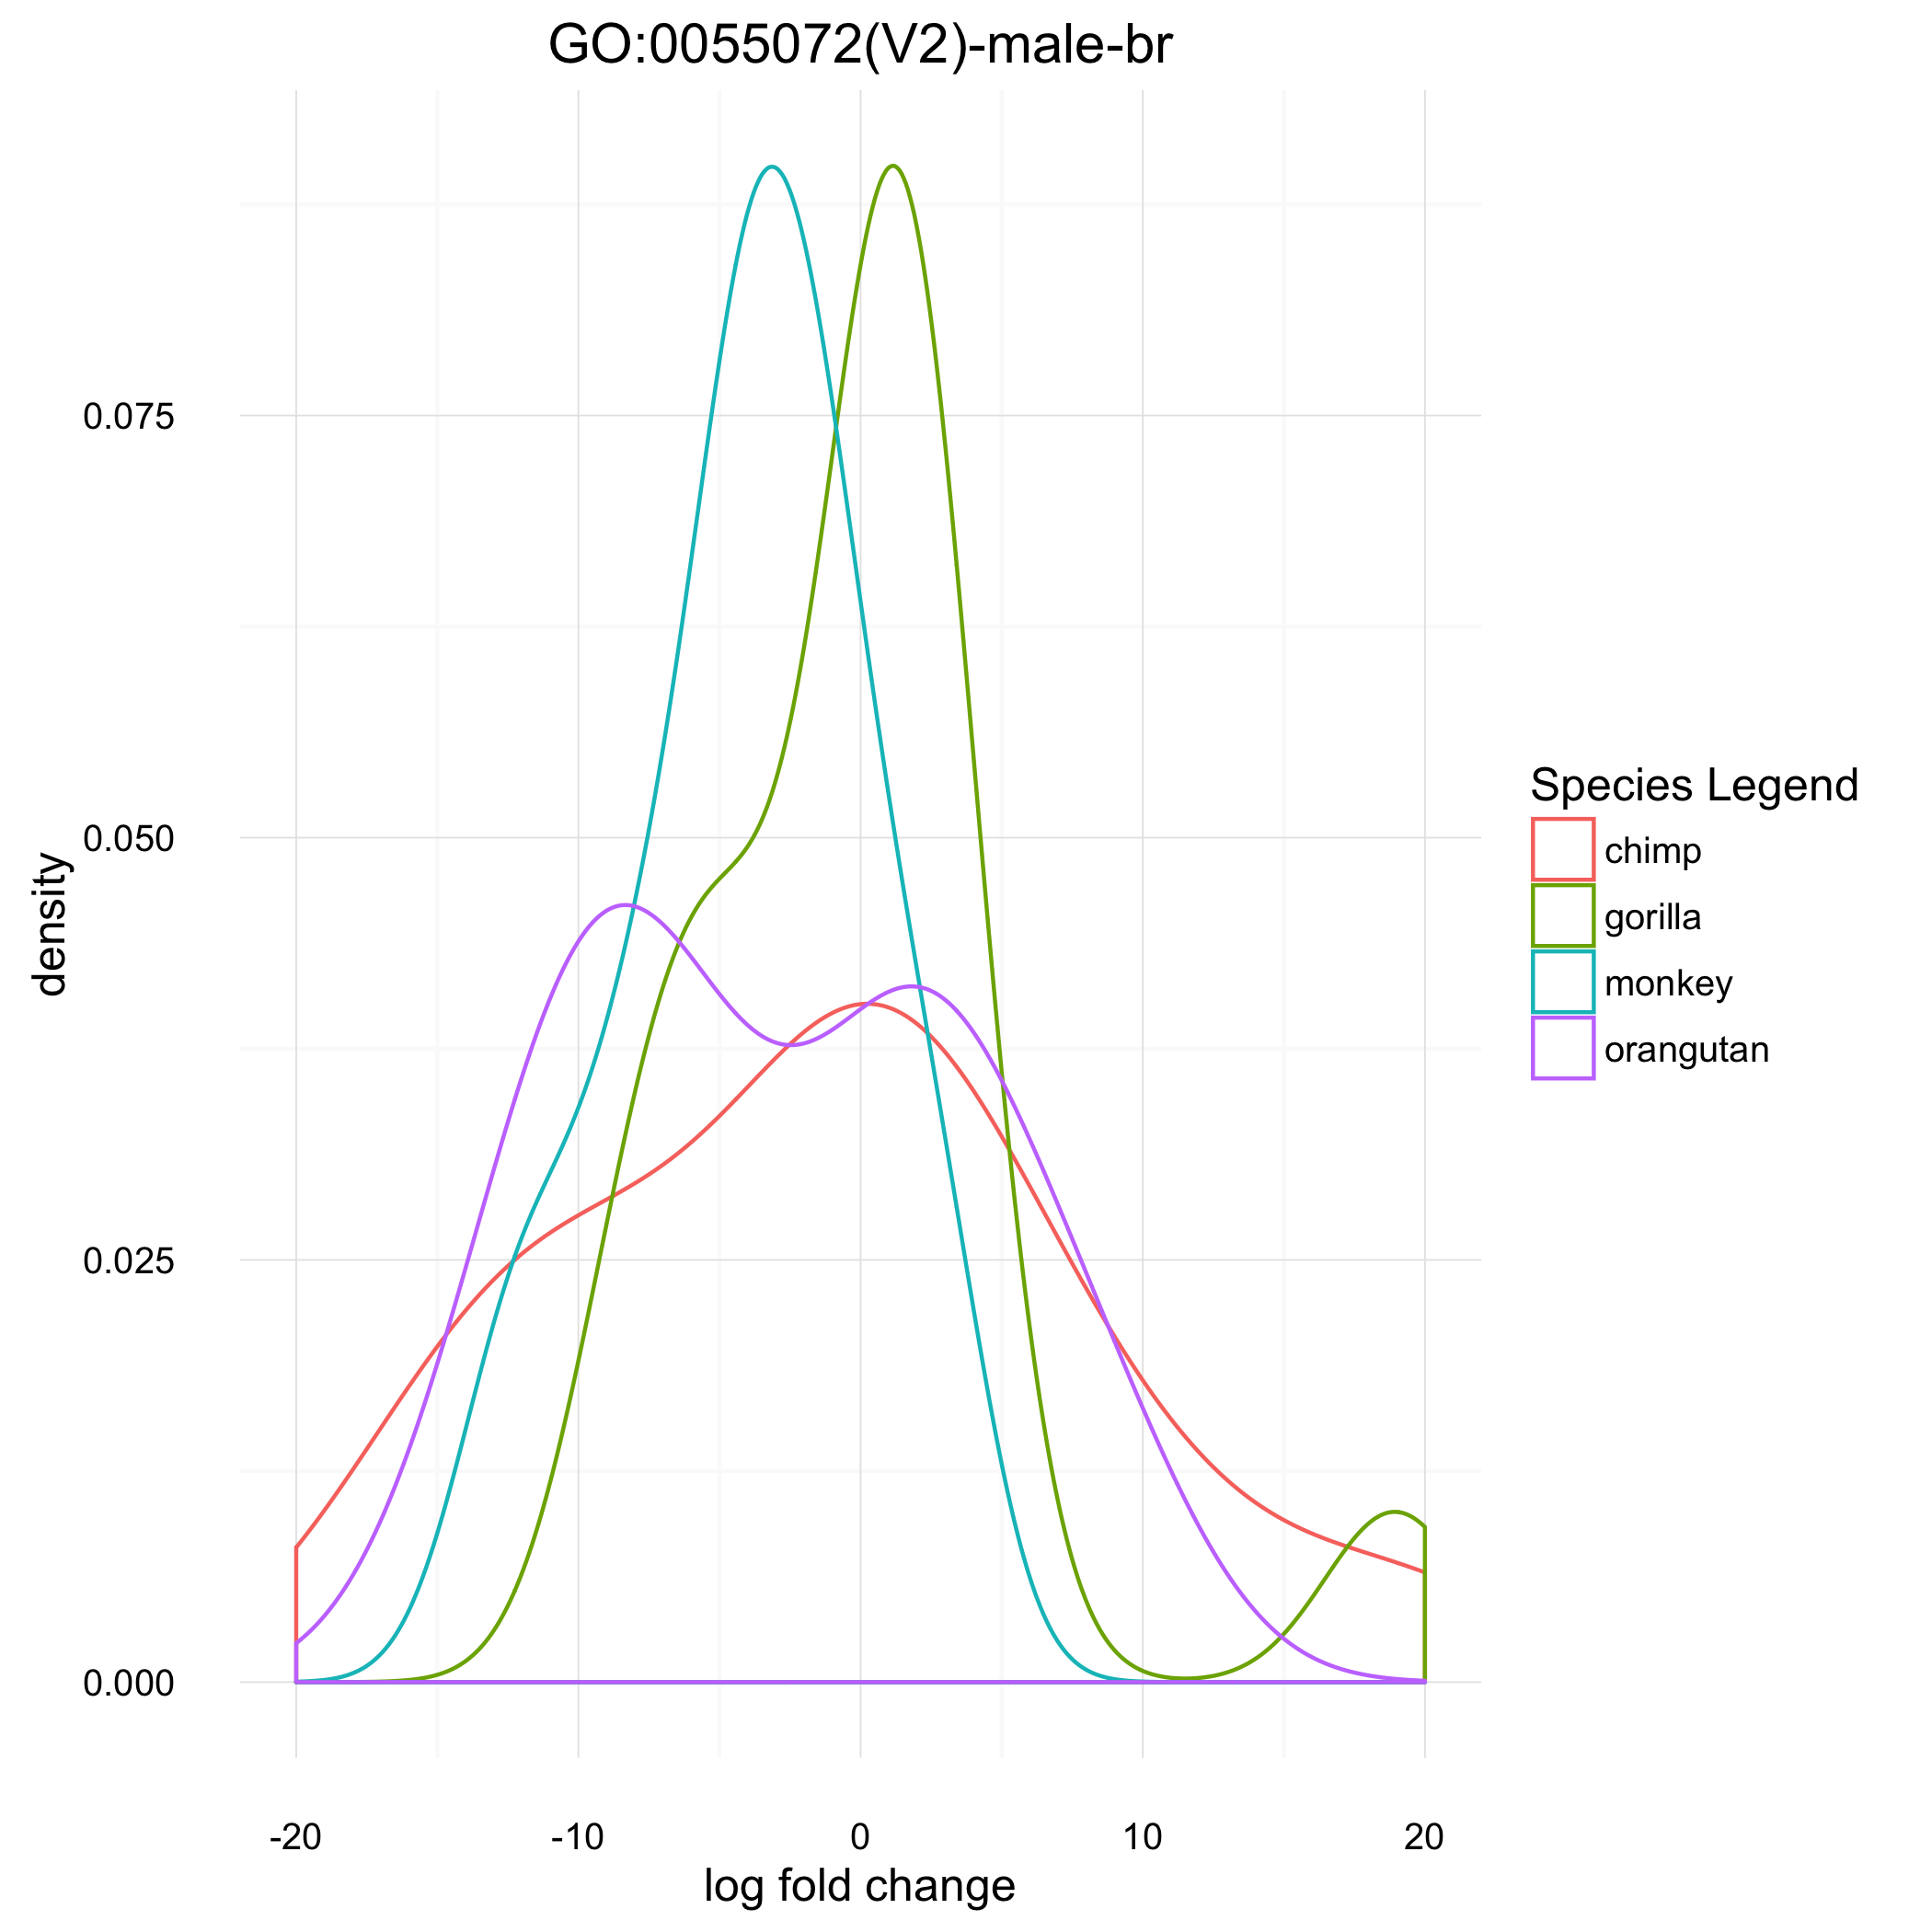 GO:0055072(V2)-male-br
density
0.075
0.050
0.025
0.000
-20
-10
0
10
20
log fold change
Species Legend
chimp
gorilla
monkey
orangutan